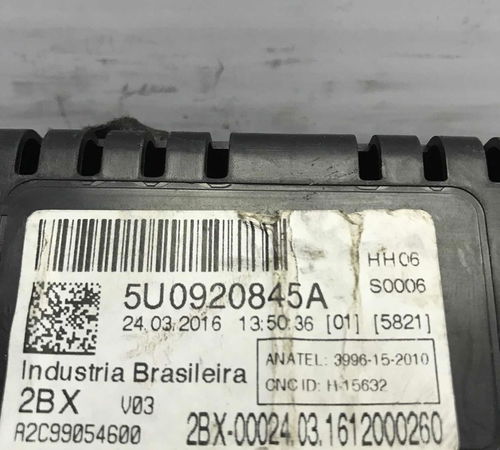 HH06
S0006
5U0920845A
24.03.2016 13:50:36 [01] [5821]
ANATEL: 3996-15-2010
CNC ID: H-15632
Industria Brasileira
2BX V03
A2C99054600
2BX-00024.03.1612000260